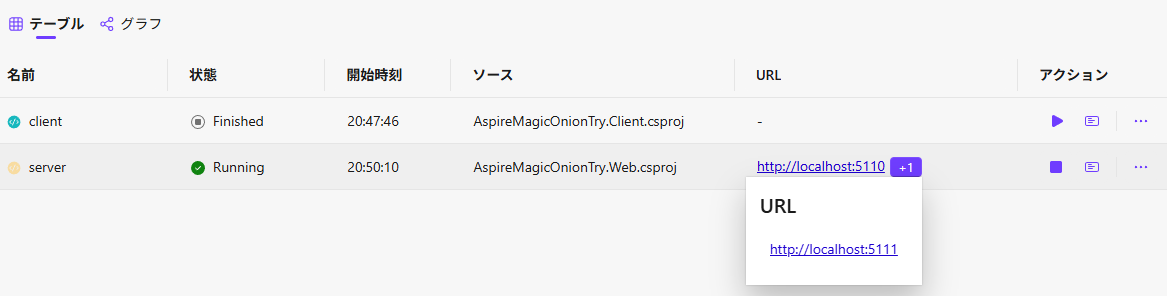 テーブル グラフ
名前 状態 開始時刻 ソース URL アクション
client Finished 20:47:46 AspireMagicOnionTry.Client.csproj -
server Running 20:50:10 AspireMagicOnionTry.Web.csproj http://localhost:5110 +1
URL
http://localhost:5111